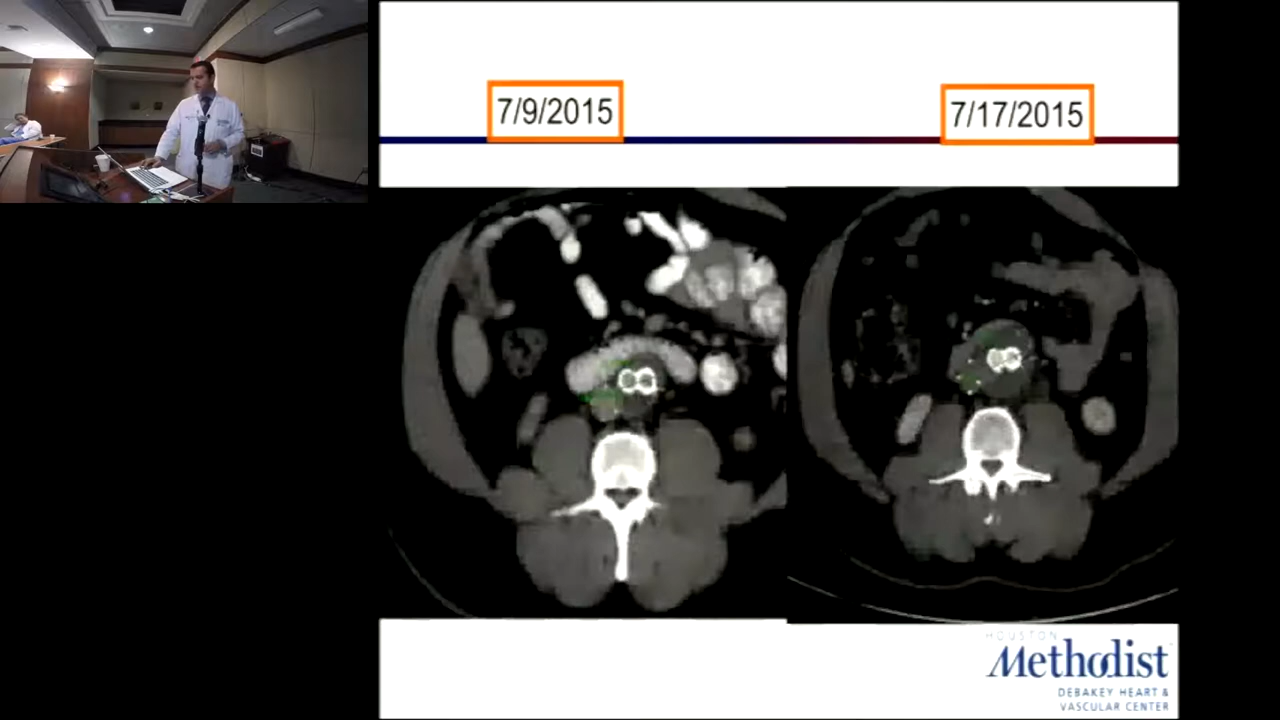 7/9/2015
7/17/2015
HOUSTON
Methodist
DEBAKEY HEART &
VASCULAR CENTER